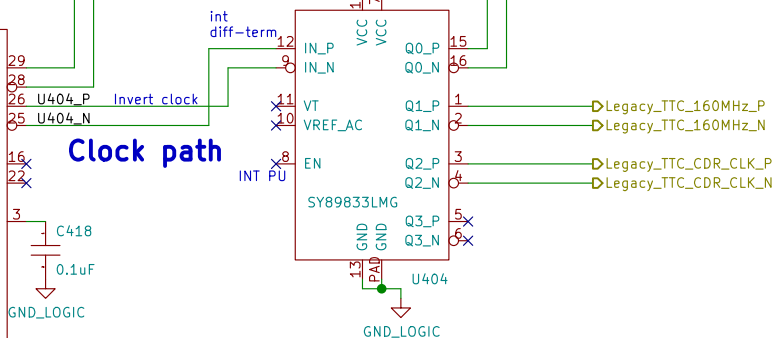 int
diff-term
1
7
VCC
VCC
12
IN_P
Q0_P
15
9
IN_N
Q0_N
16
29
28
26
U404_P
Invert clock
11
VT
Q1_P
1
Legacy_TTC_160MHz_P
25
U404_N
10
VREF_AC
Q1_N
2
Legacy_TTC_160MHz_N
Clock path
16
8
EN
Q2_P
3
Legacy_TTC_CDR_CLK_P
22
INT PU
Q2_N
4
Legacy_TTC_CDR_CLK_N
SY89833LMG
3
Q3_P
5
C418
GND
GND
Q3_N
6
0.1uF
13
PAD
U404
GND_LOGIC
GND_LOGIC